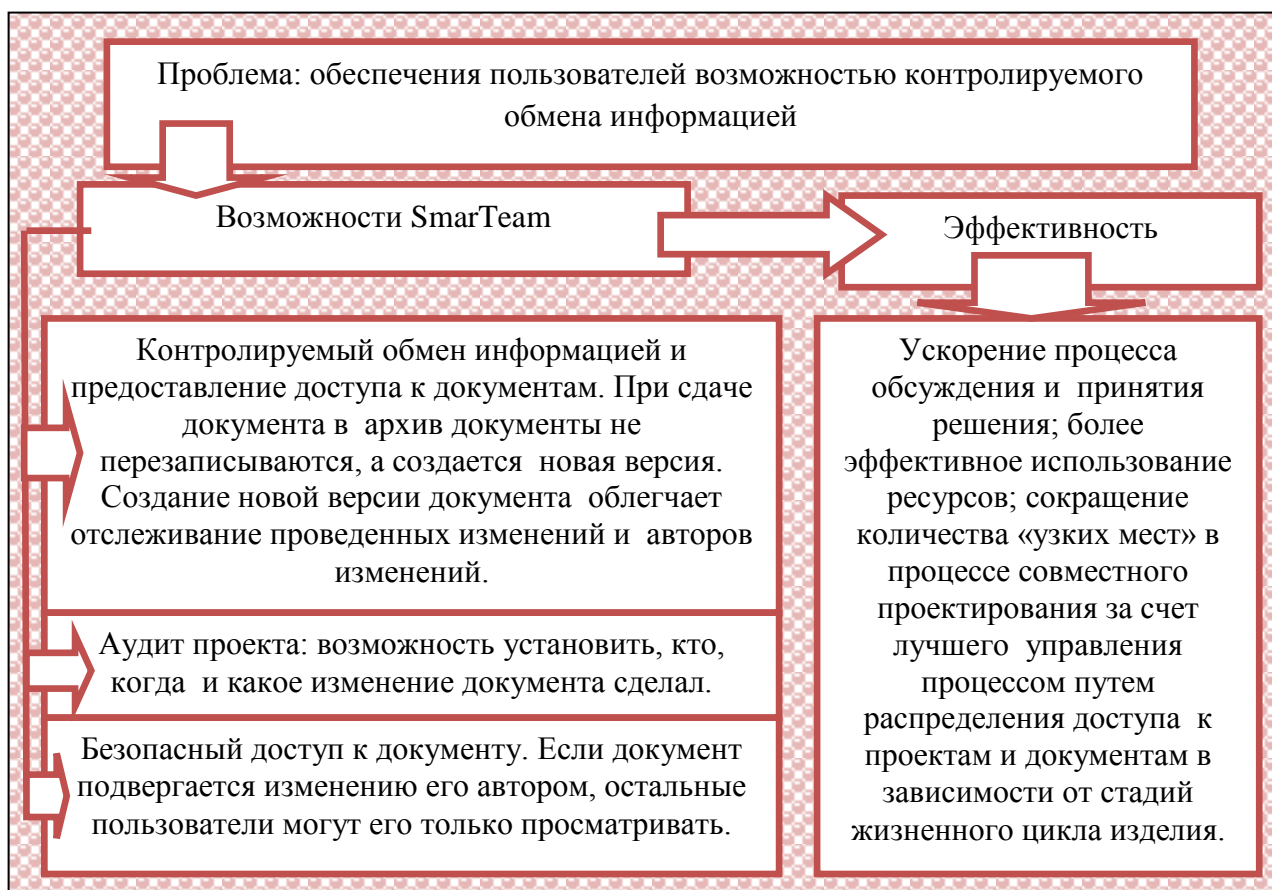 Проблема: обеспечения пользователей возможностью контролируемого
обмена информацией
Возможности SmarTeam
Эффективность
Контролируемый обмен информацией и
предоставление доступа к документам. При сдаче
документа в архив документы не
перезаписываются, а создается новая версия.
Создание новой версии документа облегчает
отслеживание проведенных изменений и авторов
изменений.
Аудит проекта: возможность установить, кто,
когда и какое изменение документа сделал.
Безопасный доступ к документу. Если документ
подвергается изменению его автором, остальные
пользователи могут его только просматривать.
Ускорение процесса
обсуждения и принятия
решения; более
эффективное использование
ресурсов; сокращение
количества «узких мест» в
процессе совместного
проектирования за счет
лучшего управления
процессом путем
распределения доступа к
проектам и документам в
зависимости от стадий
жизненного цикла изделия.